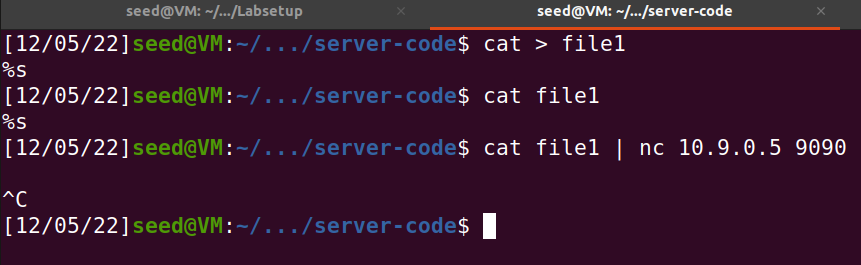 seed@VM: ~/.../Labsetup × seed@VM: ~/.../server-code ×
[12/05/22]seed@VM:~/.../server-code$ cat > file1
%s
[12/05/22]seed@VM:~/.../server-code$ cat file1
%s
[12/05/22]seed@VM:~/.../server-code$ cat file1 | nc 10.9.0.5 9090
^C
[12/05/22]seed@VM:~/.../server-code$